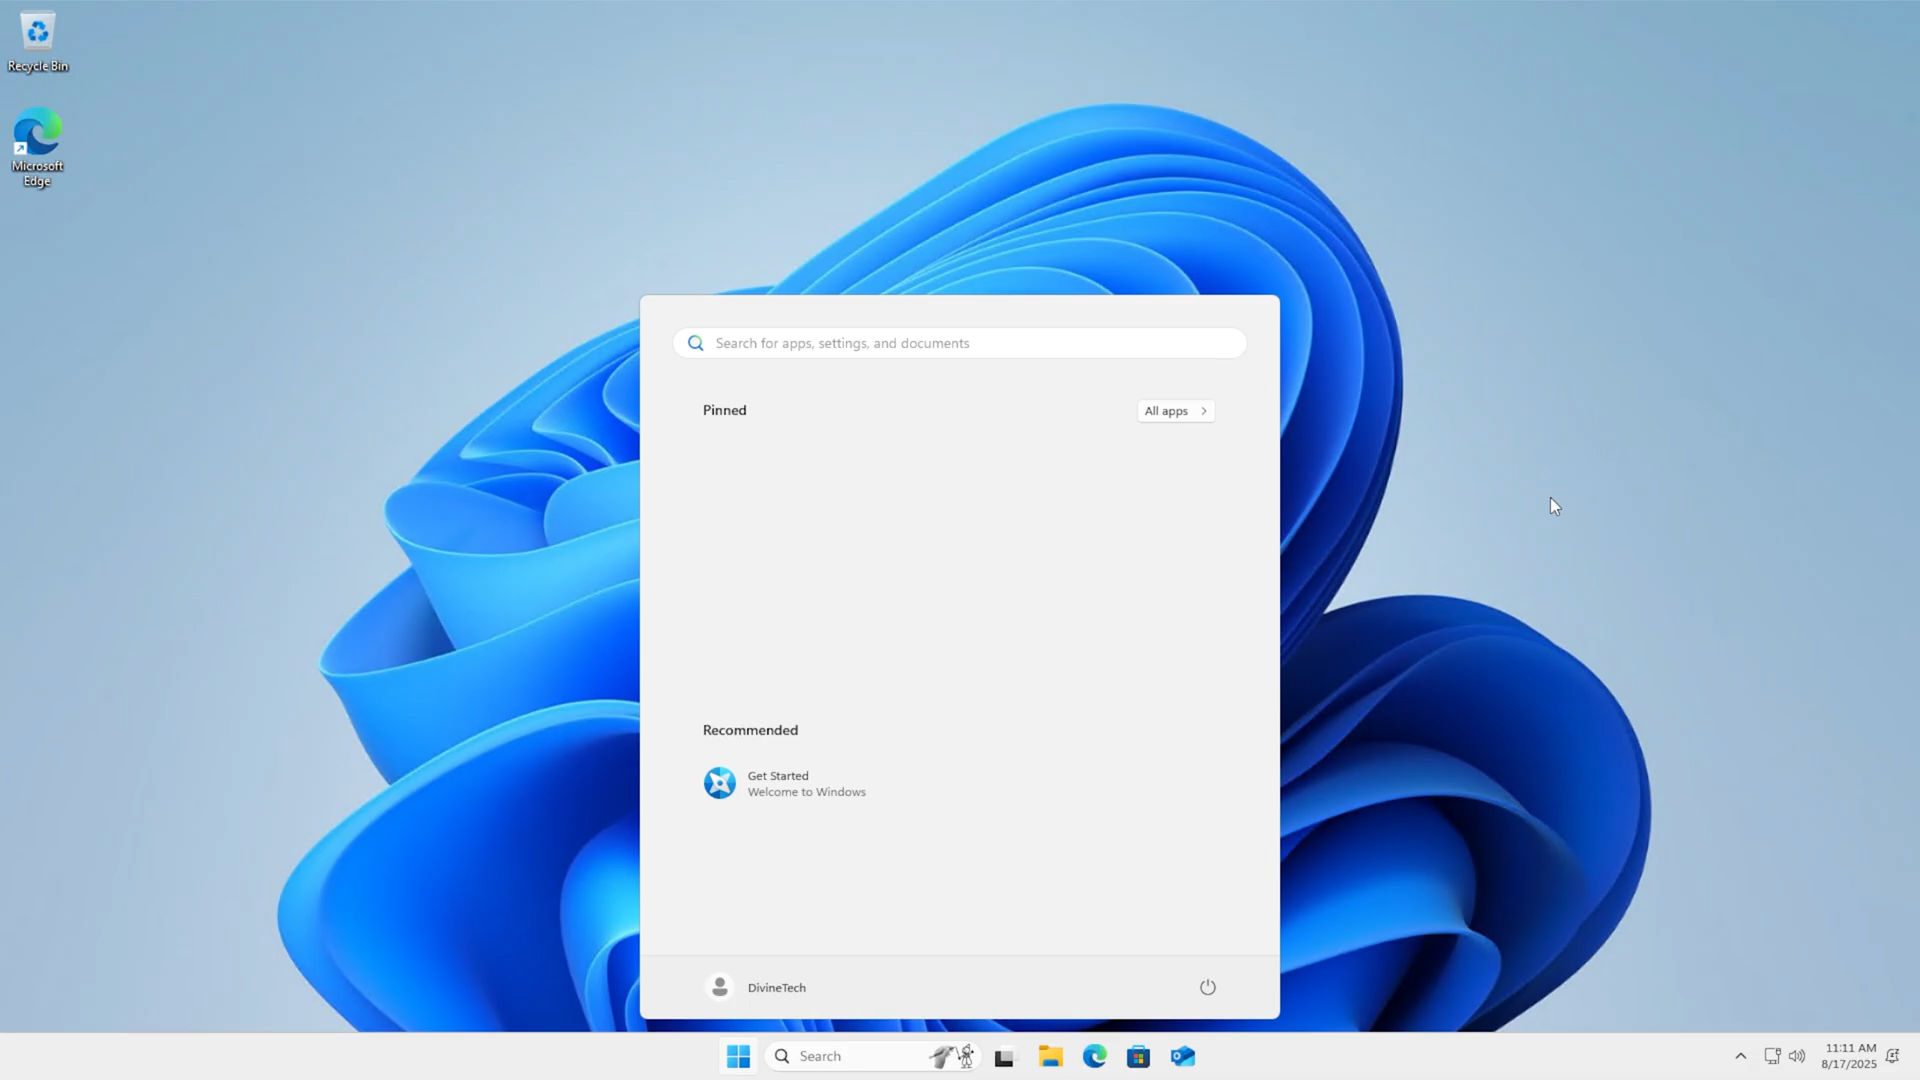 Recycle Bin
Microsoft
Edge
Search for apps, settings, and documents
Pinned
All apps
Recommended
Get Started
Welcome to Windows
DivineTech
Search
11:11 AM
8/17/2025